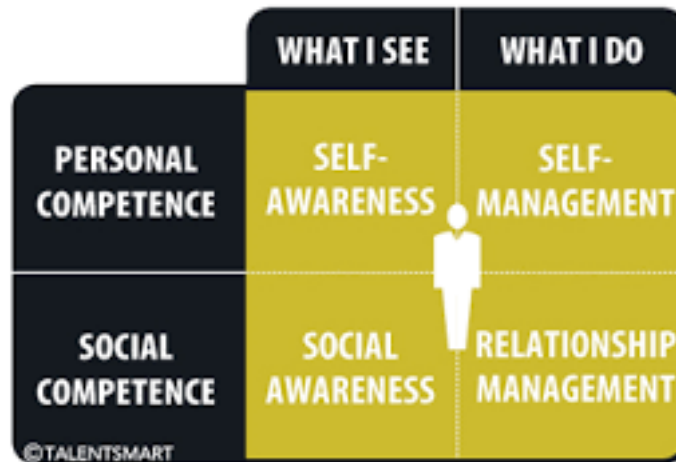 WHAT I SEE
WHAT I DO
PERSONAL
COMPETENCE
SELF-
AWARENESS
SELF-
MANAGEMENT
SOCIAL
COMPETENCE
SOCIAL
AWARENESS
RELATIONSHIP
MANAGEMENT
©TALENTSMART